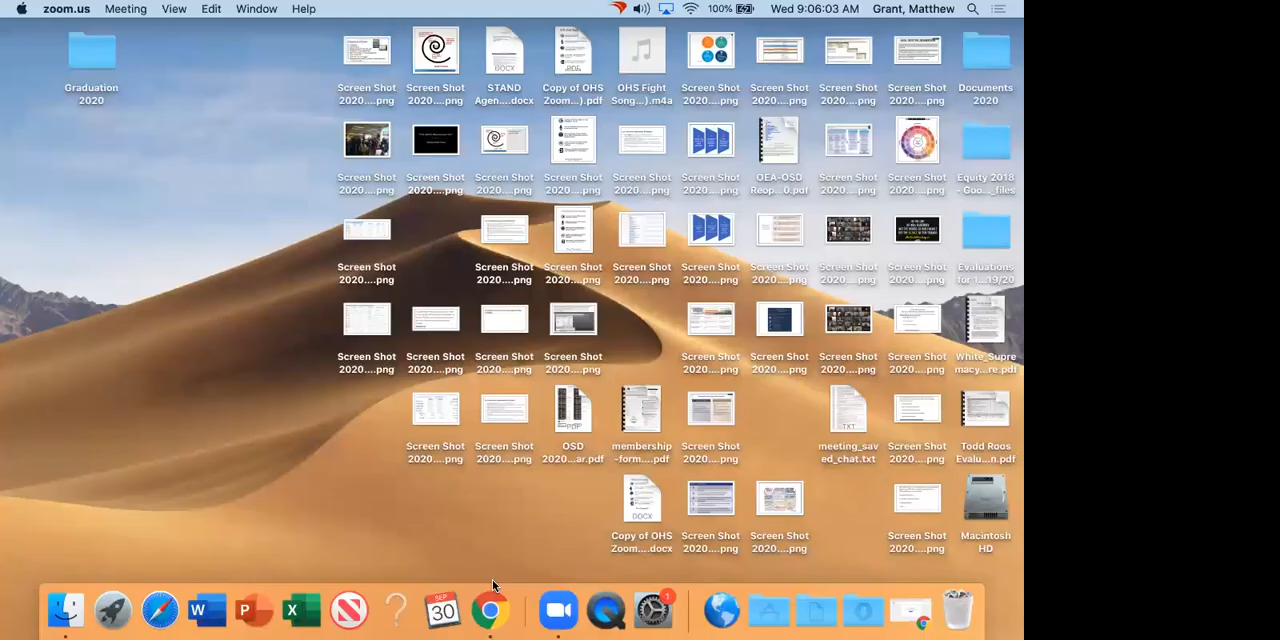 zoom.us Meeting View Edit Window Help 100% Wed 9:06:03 AM Grant, Matthew
Graduation
2020
Screen Shot
2020....png
Screen Shot
2020....png
STAND
Agen....docx
Copy of OHS
Zoom...).pdf
OHS Fight
Song...).m4a
Screen Shot
2020....png
Screen Shot
2020....png
Screen Shot
2020....png
Screen Shot
2020....png
Documents
2020
Screen Shot
2020....png
Screen Shot
2020....png
Screen Shot
2020....png
Screen Shot
2020....png
Screen Shot
2020....png
Screen Shot
2020....png
OEA-OSD
Reop...0.pdf
Screen Shot
2020....png
Screen Shot
2020....png
Equity 2018
- Goo..._files
Screen Shot
2020....png
Screen Shot
2020....png
Screen Shot
2020....png
Screen Shot
2020....png
Screen Shot
2020....png
Screen Shot
2020....png
Screen Shot
2020....png
Screen Shot
2020....png
Evaluations
for 1...19/20
Screen Shot
2020....png
Screen Shot
2020....png
Screen Shot
2020....png
Screen Shot
2020....png
Screen Shot
2020....png
Screen Shot
2020....png
Screen Shot
2020....png
Screen Shot
2020....png
White_Supre
macy...re.pdf
Screen Shot
2020....png
Screen Shot
2020....png
OSD
2020...ar.pdf
membership
-form....pdf
Screen Shot
2020....png
meeting_sav
ed_chat.txt
Screen Shot
2020....png
Todd Roos
Evalu...n.pdf
Copy of OHS
Zoom....docx
Screen Shot
2020....png
Screen Shot
2020....png
Screen Shot
2020....png
Macintosh
HD
DOCX
PDF
PDF
TXT
DOCX
W P X N ? SEP 30 1